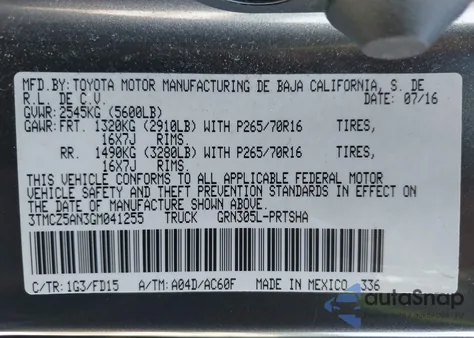 MFD.BY: TOYOTA MOTOR MANUFACTURING DE BAJA CALIFORNIA, S. DE
R.L. DE C.V. DATE: 07/16
GVWR: 2545KG (5600LB)
GAWR: FRT. 1320KG (2910LB) WITH P265/70R16 TIRES,
16X7J RIMS.
RR. 1490KG (3280LB) WITH P265/70R16 TIRES,
16X7J RIMS.
THIS VEHICLE CONFORMS TO ALL APPLICABLE FEDERAL MOTOR
VEHICLE SAFETY AND THEFT PREVENTION STANDARDS IN EFFECT ON
THE DATE OF MANUFACTURE SHOWN ABOVE.
3TMCZ5AN3GM041255 TRUCK GRN305L-PRTSHA
C/TR: 1G3/FD15 A/TM: A04D/AC60F MADE IN MEXICO 336
autoSnap